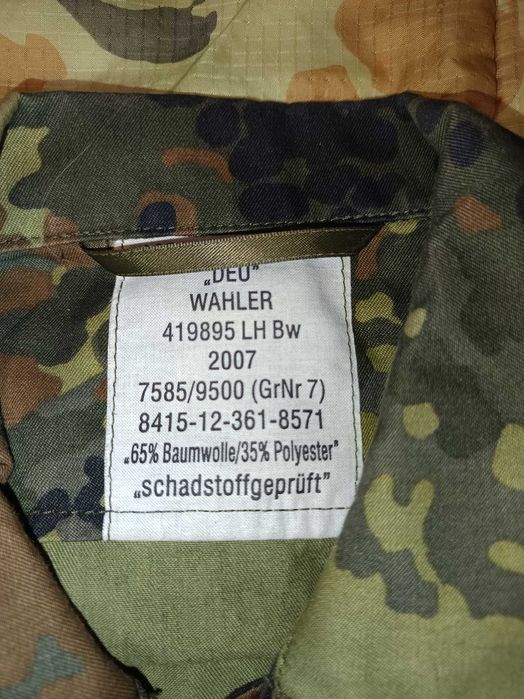 „DEU"
WAHLER
419895 LH Bw
2007
7585/9500 (GrNr 7)
8415-12-361-8571
„65% Baumwolle/35% Polyester"
„schadstoffgeprüft"